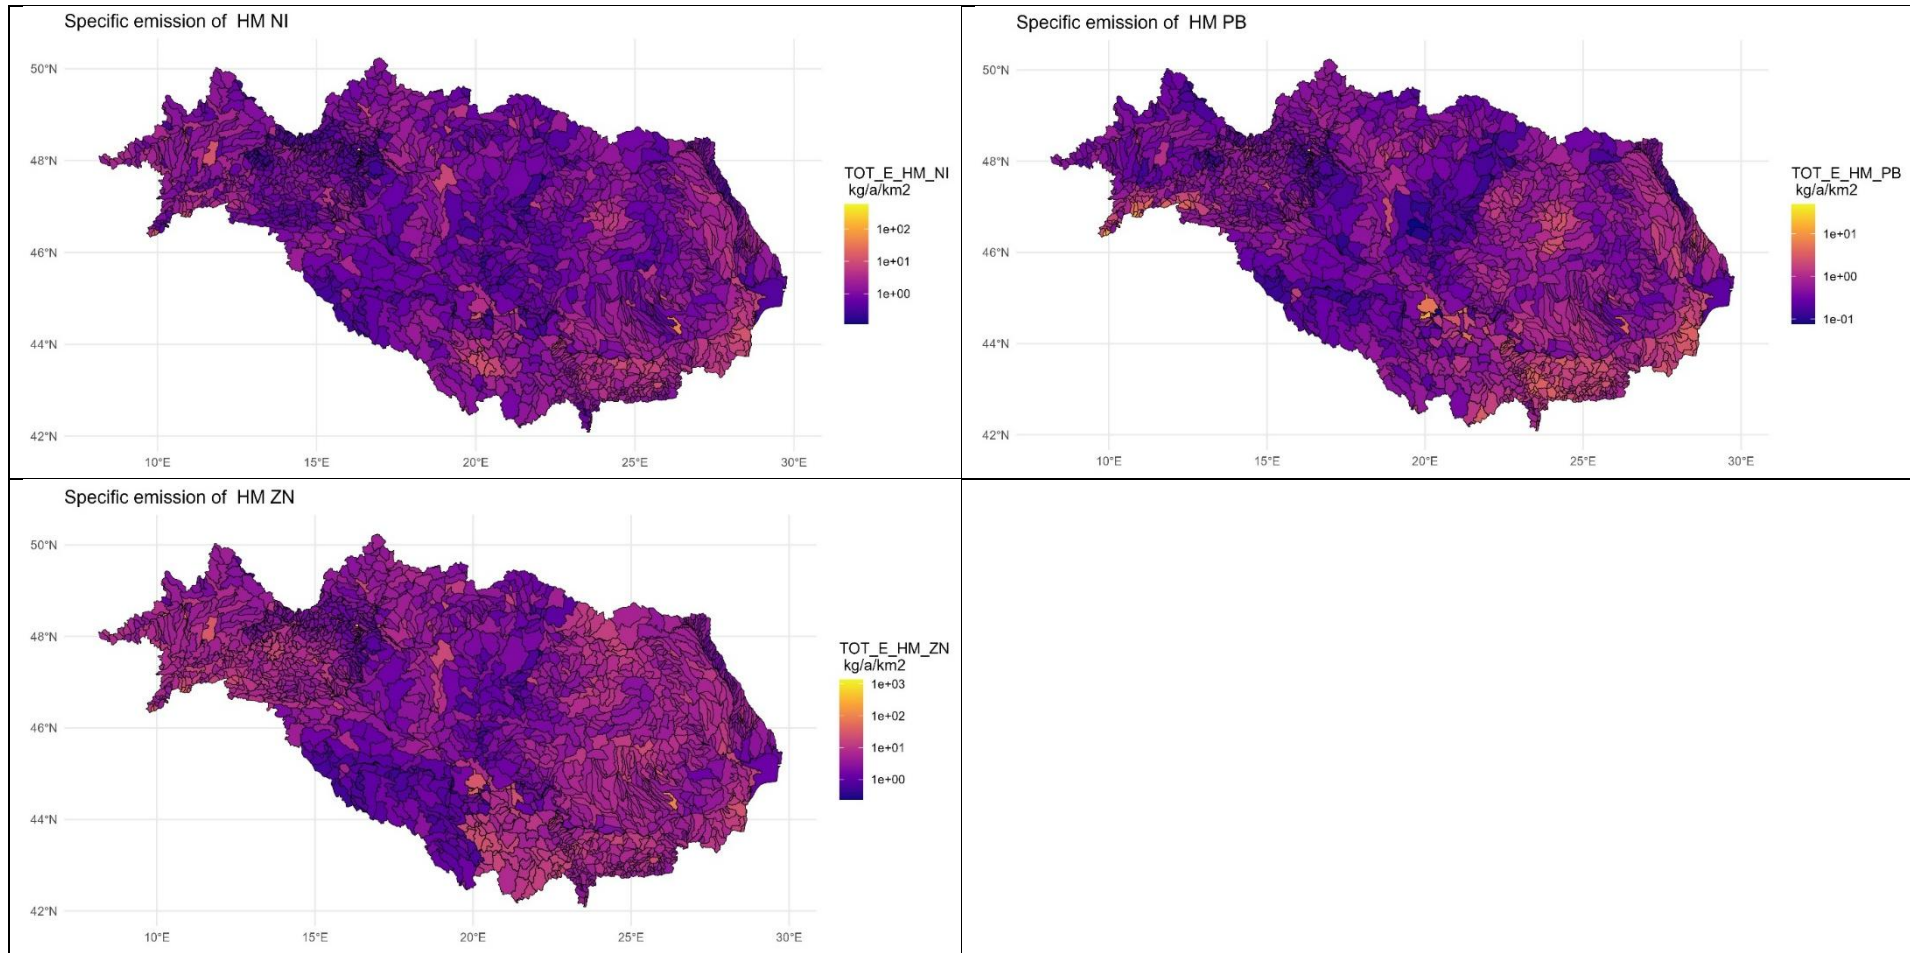 Specific emission of  HM NI
50°N
48°N
46°N
44°N
42°N
10°E 15°E 20°E 25°E 30°E
TOT_E_HM_NI
kg/a/km2
1e+02
1e+01
1e+00
Specific emission of  HM PB
50°N
48°N
46°N
44°N
42°N
10°E 15°E 20°E 25°E 30°E
TOT_E_HM_PB
kg/a/km2
1e+01
1e+00
1e-01
Specific emission of  HM ZN
50°N
48°N
46°N
44°N
42°N
10°E 15°E 20°E 25°E 30°E
TOT_E_HM_ZN
kg/a/km2
1e+03
1e+02
1e+01
1e+00